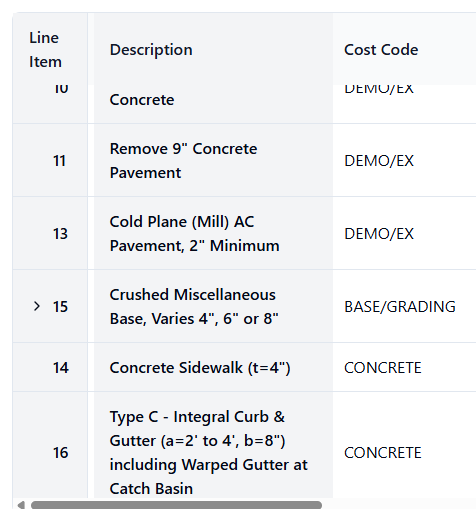 Line
Item
Description
Cost Code
10
Concrete
DEMO/EX
11
Remove 9" Concrete
Pavement
DEMO/EX
13
Cold Plane (Mill) AC
Pavement, 2" Minimum
DEMO/EX
15
Crushed Miscellaneous
Base, Varies 4", 6" or 8"
BASE/GRADING
14
Concrete Sidewalk (t=4")
CONCRETE
16
Type C - Integral Curb &
Gutter (a=2' to 4', b=8")
including Warped Gutter at
Catch Basin
CONCRETE